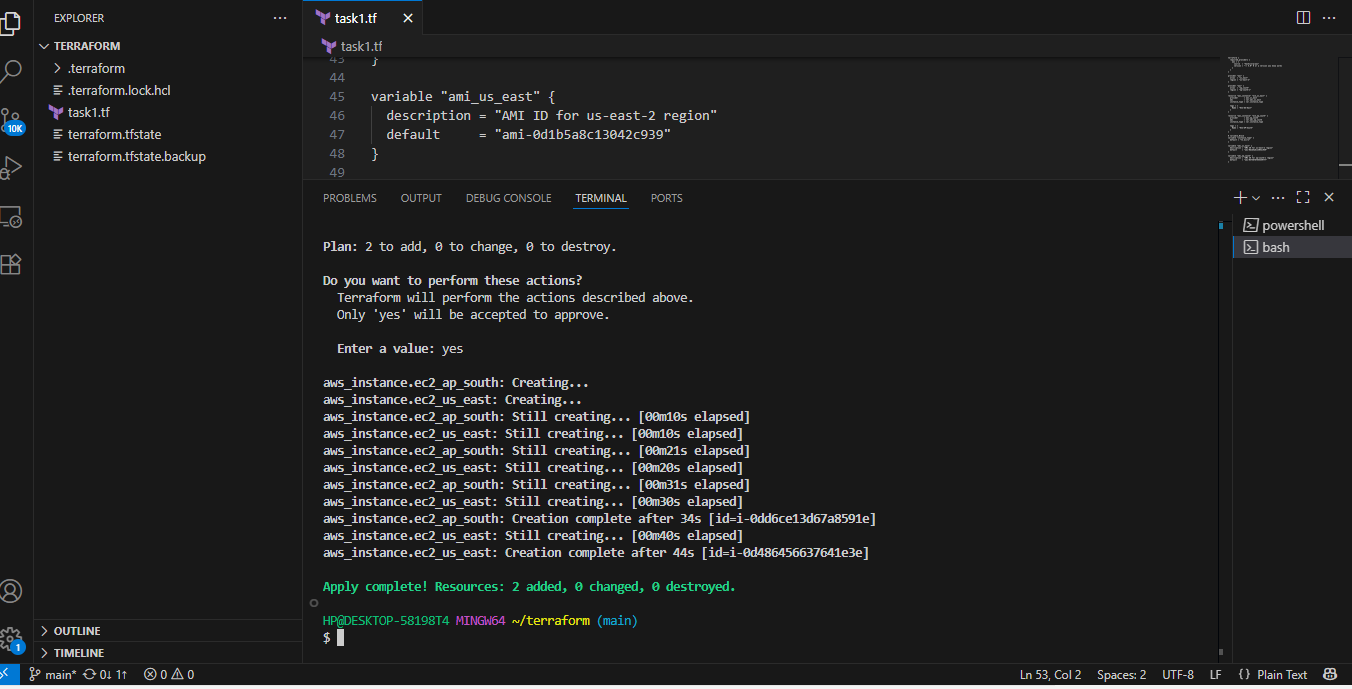 EXPLORER
TERRAFORM
.terraform
.terraform.lock.hcl
task1.tf
terraform.tfstate
terraform.tfstate.backup
OUTLINE
TIMELINE
10K
1
task1.tf
task1.tf
43 }
44
45 variable "ami_us_east" {
46 description = "AMI ID for us-east-2 region"
47 default = "ami-0d1b5a8c13042c939"
48 }
49
PROBLEMS OUTPUT DEBUG CONSOLE TERMINAL PORTS
powershell
bash
Plan: 2 to add, 0 to change, 0 to destroy.
Do you want to perform these actions?
Terraform will perform the actions described above.
Only 'yes' will be accepted to approve.
Enter a value: yes
aws_instance.ec2_ap_south: Creating...
aws_instance.ec2_us_east: Creating...
aws_instance.ec2_ap_south: Still creating... [00m10s elapsed]
aws_instance.ec2_us_east: Still creating... [00m10s elapsed]
aws_instance.ec2_ap_south: Still creating... [00m21s elapsed]
aws_instance.ec2_us_east: Still creating... [00m20s elapsed]
aws_instance.ec2_ap_south: Still creating... [00m31s elapsed]
aws_instance.ec2_us_east: Still creating... [00m30s elapsed]
aws_instance.ec2_ap_south: Creation complete after 34s [id=i-0dd6ce13d67a8591e]
aws_instance.ec2_us_east: Still creating... [00m40s elapsed]
aws_instance.ec2_us_east: Creation complete after 44s [id=i-0d486456637641e3e]
Apply complete! Resources: 2 added, 0 changed, 0 destroyed.
HP@DESKTOP-58198T4 MINGW64 ~/terraform (main)
$
main* 0↓ 1↑ 0 0 Ln 53, Col 2 Spaces: 2 UTF-8 LF {} Plain Text